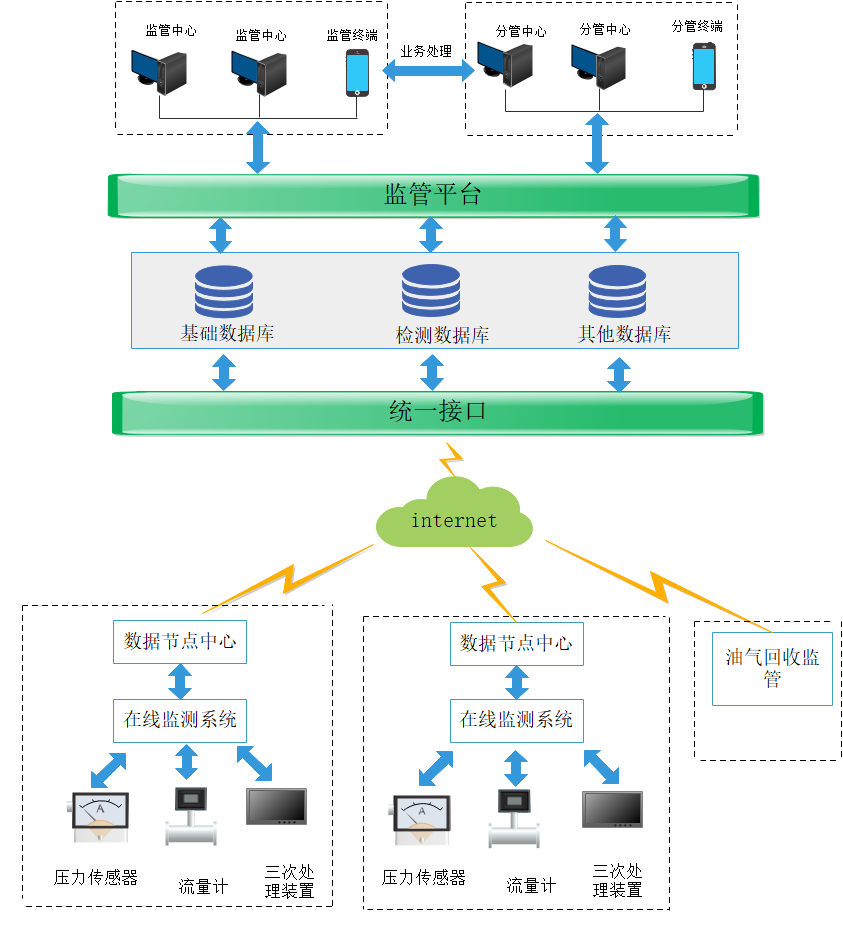 监管中心
监管中心
监管终端
业务处理
分管中心
分管中心
分管终端
监管平台
基础数据库
检测数据库
其他数据库
统一接口
internet
数据节点中心
在线监测系统
A
压力传感器
流量计
三次处
理装置
数据节点中心
在线监测系统
A
压力传感器
流量计
三次处
理装置
油气回收监
管